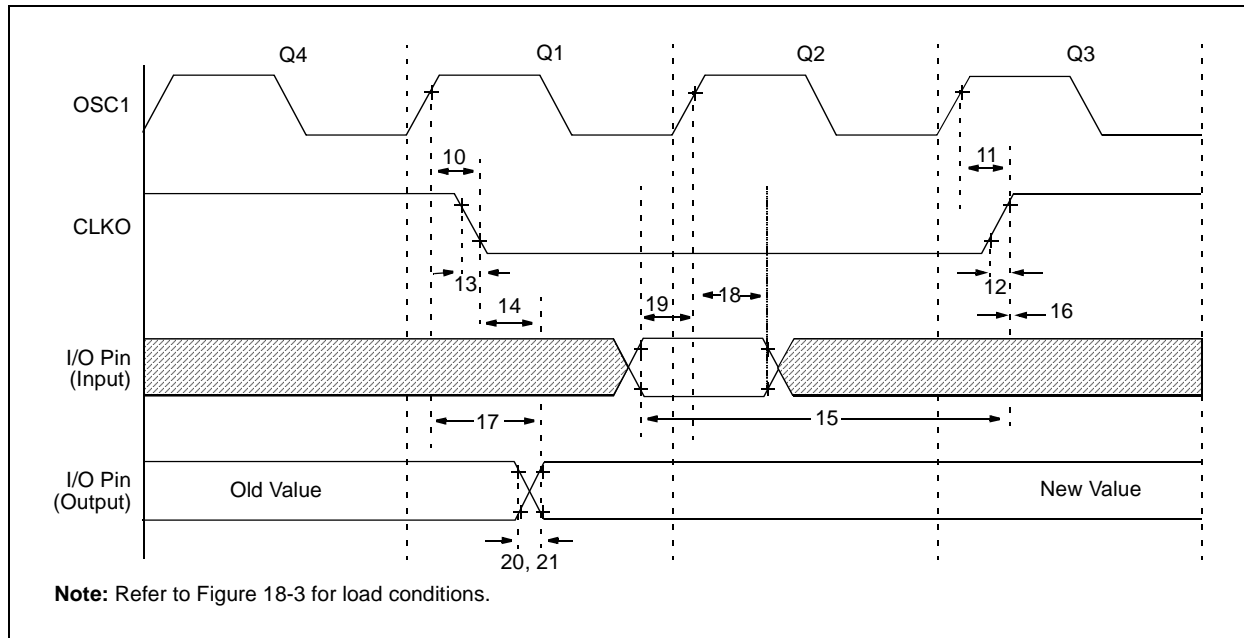 Q4 Q1 Q2 Q3
OSC1
10 11
CLKO
13 12
14 19 18 16
I/O Pin
(Input)
17 15
I/O Pin
(Output)
Old Value New Value
20, 21
Note: Refer to Figure 18-3 for load conditions.